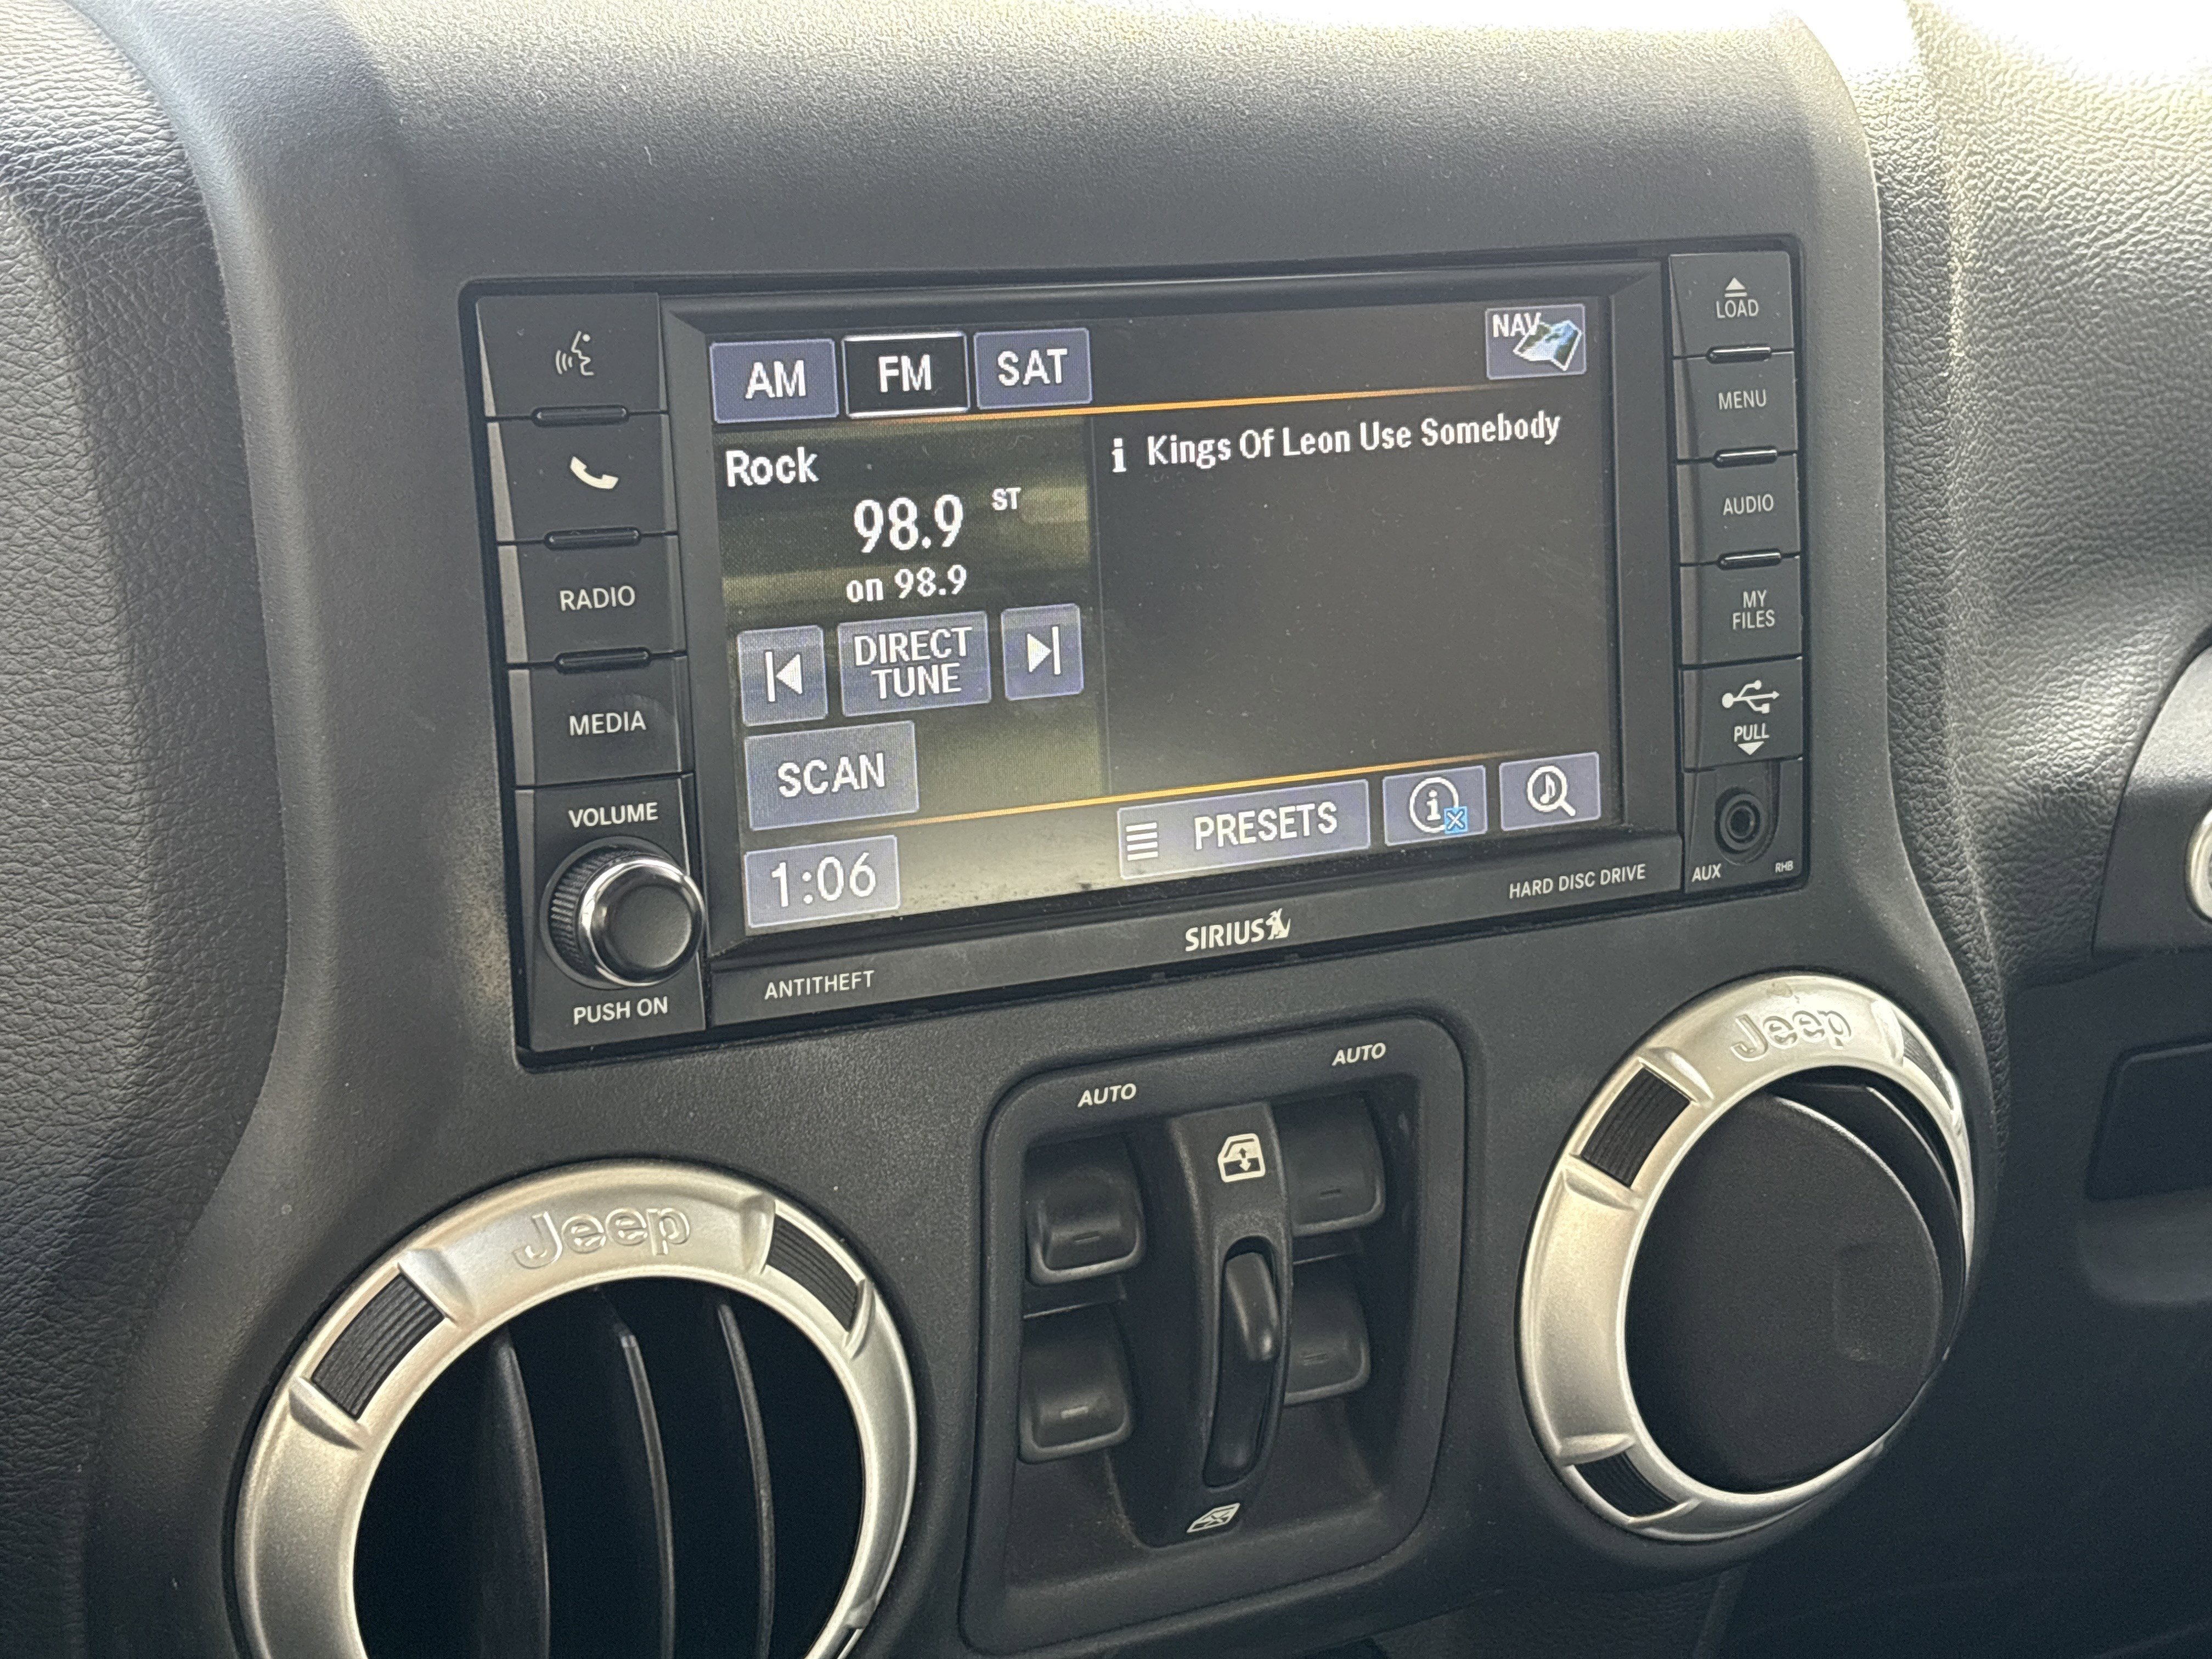 AM FM SAT NAV
Rock
98.9 ST
on 98.9
DIRECT
TUNE
SCAN
1:06
i Kings Of Leon Use Somebody
PRESETS
i
RADIO
MEDIA
VOLUME
PUSH ON
LOAD
MENU
AUDIO
MY
FILES
PULL
AUX RHB
ANTITHEFT
SIRIUS
HARD DISC DRIVE
AUTO AUTO
Jeep
Jeep